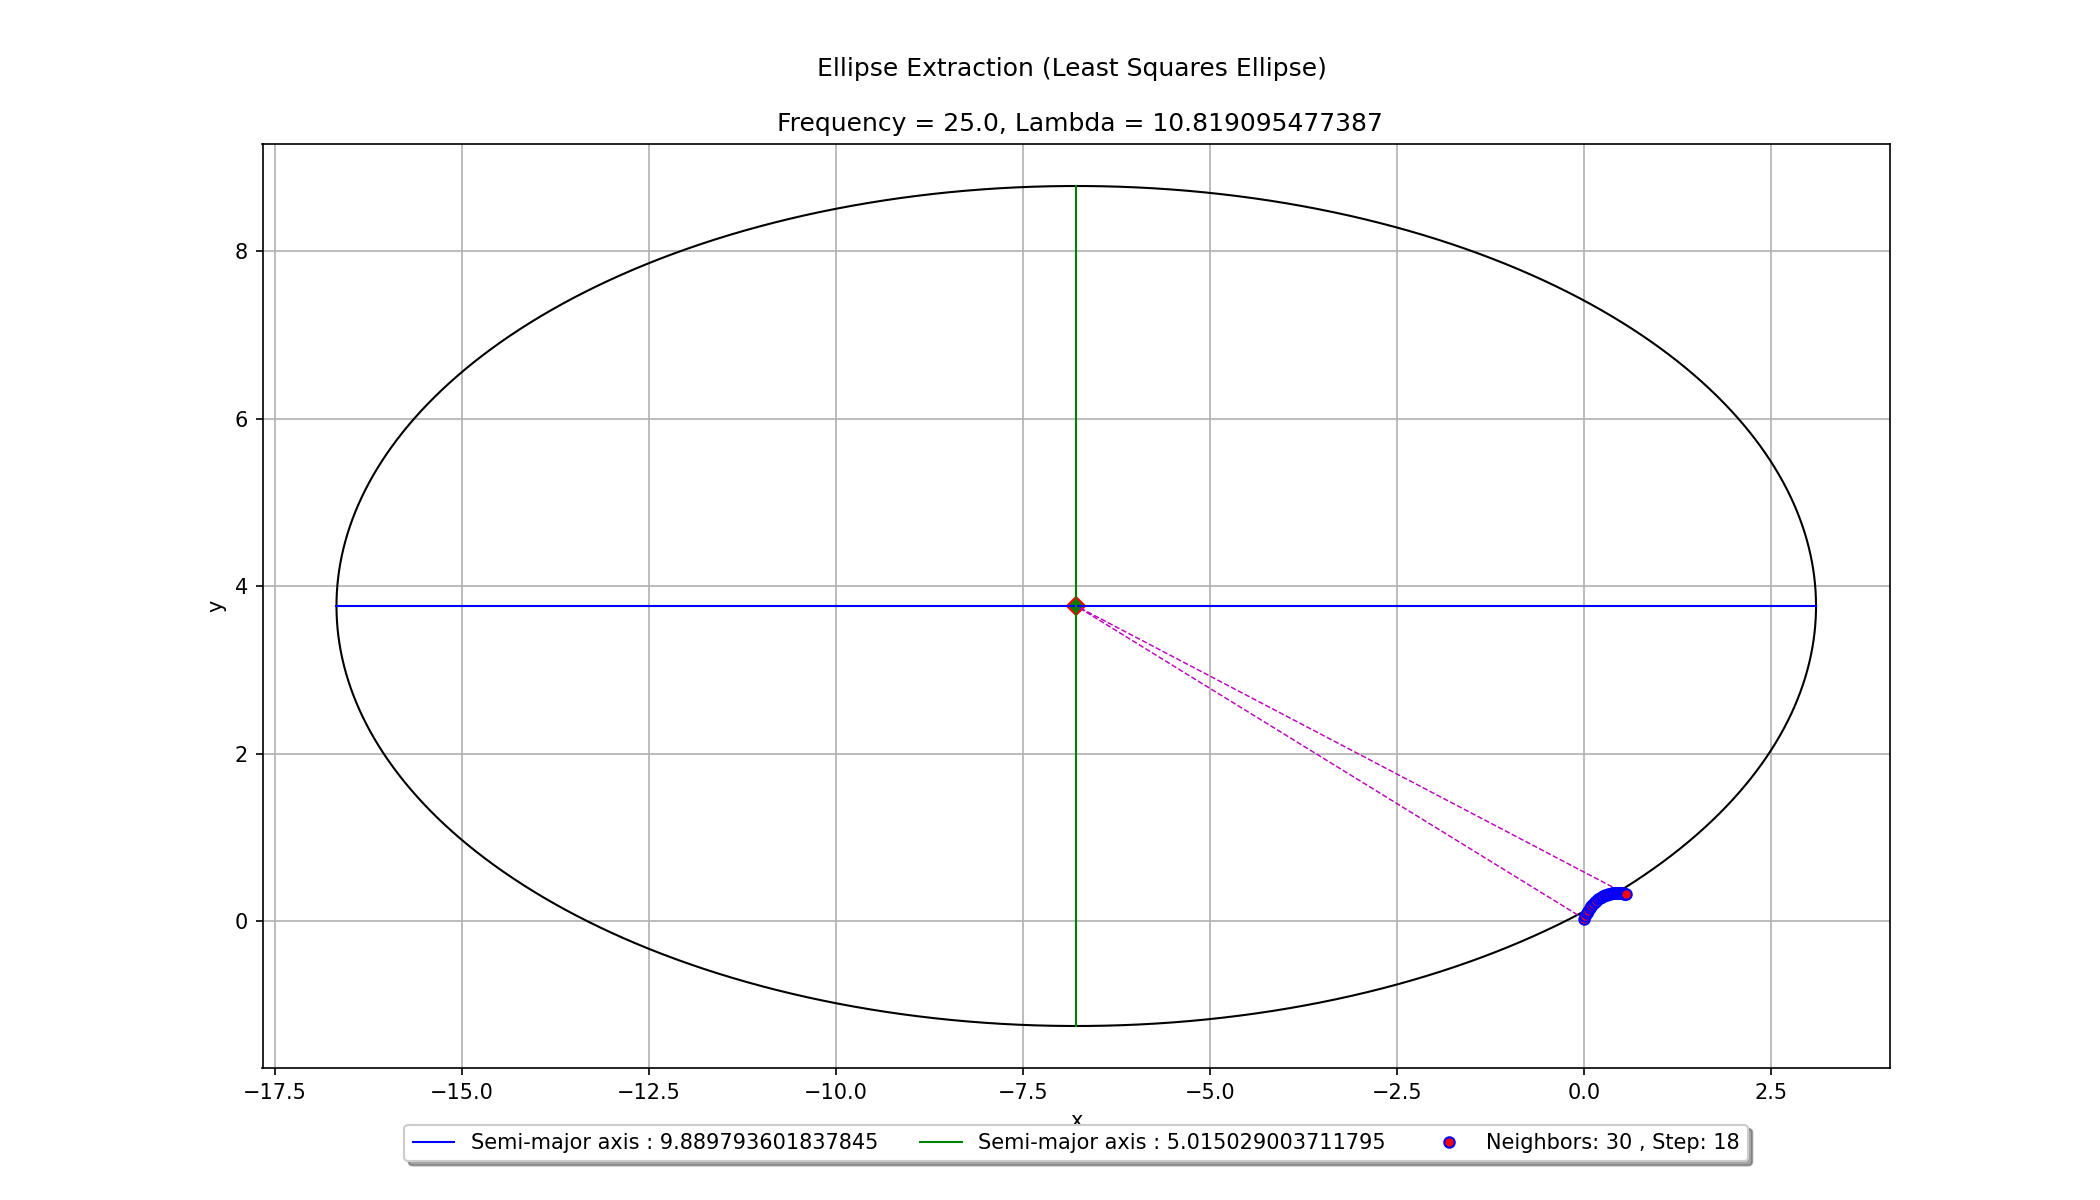 Ellipse Extraction (Least Squares Ellipse)
Frequency = 25.0, Lambda = 10.819095477387
8
6
4
2
0
y
−17.5 −15.0 −12.5 −10.0 −7.5 −5.0 −2.5 0.0 2.5
x
Semi-major axis : 9.889793601837845 Semi-major axis : 5.015029003711795 Neighbors: 30 , Step: 18